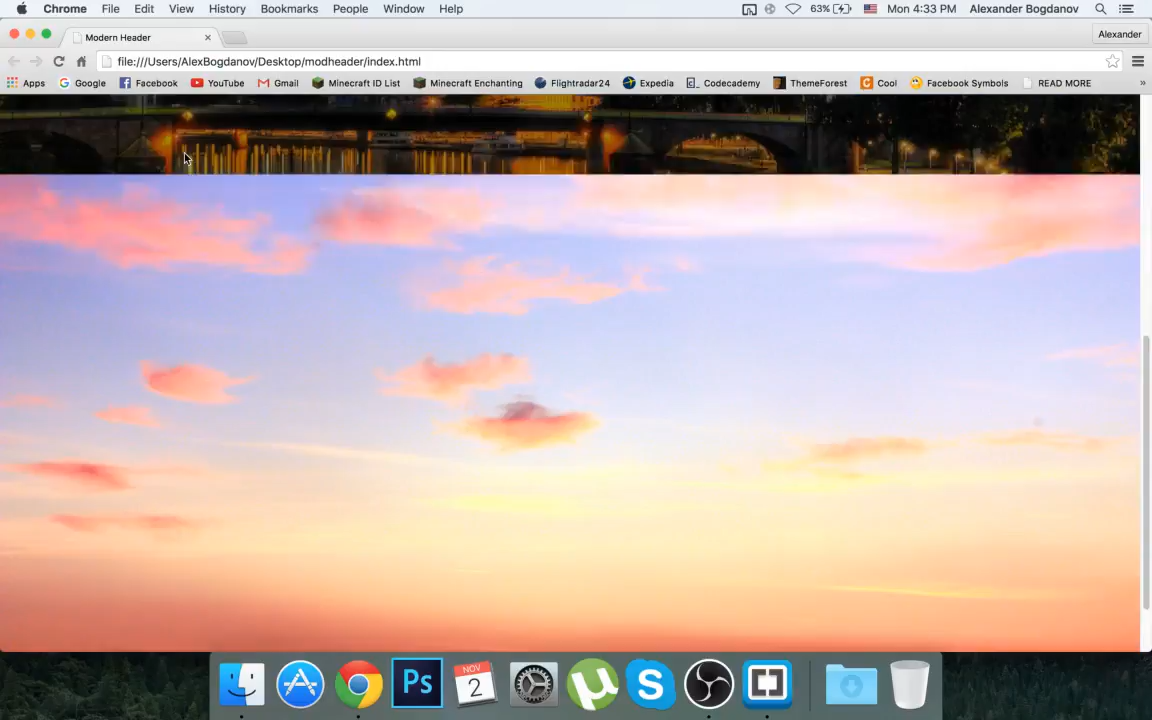 Chrome File Edit View History Bookmarks People Window Help 63% Mon 4:33 PM Alexander Bogdanov
Modern Header Alexander
file:///Users/AlexBogdanov/Desktop/modheader/index.html
Apps Google Facebook YouTube Gmail Minecraft ID List Minecraft Enchanting Flightradar24 Expedia Codecademy ThemeForest Cool Facebook Symbols READ MORE »
Ps NOV
2